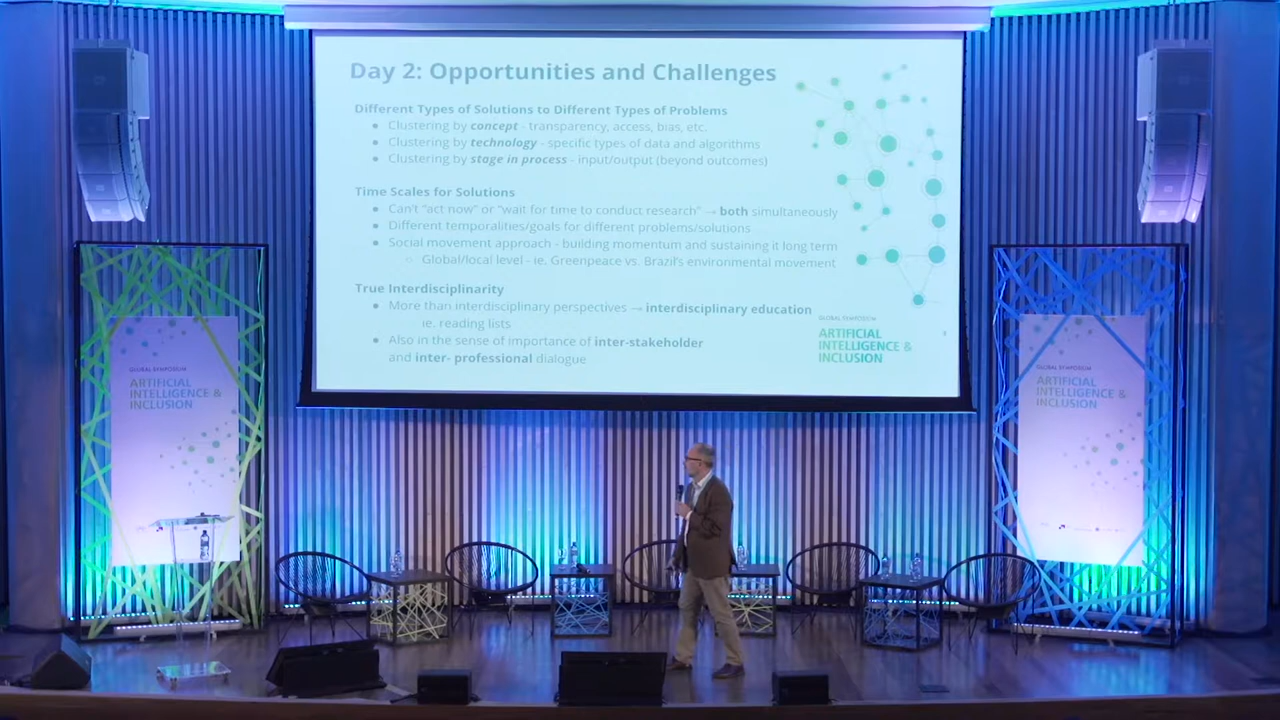 Day 2: Opportunities and Challenges
Different Types of Solutions to Different Types of Problems
• Clustering by concept - transparency, access, bias, etc.
• Clustering by technology - specific types of data and algorithms
• Clustering by stage in process - input/output (beyond outcomes)
Time Scales for Solutions
• Can't "act now" or "wait for time to conduct research" → both simultaneously
• Different temporalities/goals for different problems/solutions
• Social movement approach - building momentum and sustaining it long term
○ Global/local level - ie. Greenpeace vs. Brazil's environmental movement
True Interdisciplinarity
• More than interdisciplinary perspectives → interdisciplinary education
ie. reading lists
• Also in the sense of importance of inter-stakeholder
and inter- professional dialogue
GLOBAL SYMPOSIUM
ARTIFICIAL
INTELLIGENCE &
INCLUSION
GLOBAL SYMPOSIUM
ARTIFICIAL
INTELLIGENCE &
INCLUSION
GLOBAL SYMPOSIUM
ARTIFICIAL
INTELLIGENCE &
INCLUSION